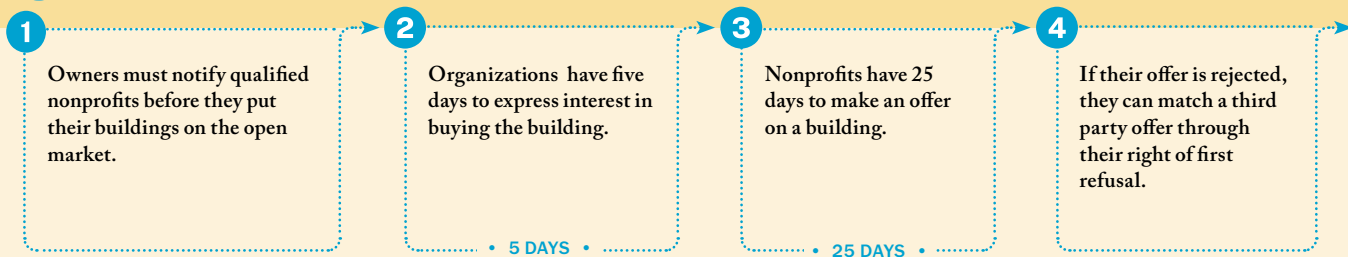 1
Owners must notify qualified
nonprofits before they put
their buildings on the open
market.
2
Organizations have five
days to express interest in
buying the building.
• 5 DAYS •
3
Nonprofits have 25
days to make an offer
on a building.
• 25 DAYS •
4
If their offer is rejected,
they can match a third
party offer through
their right of first
refusal.